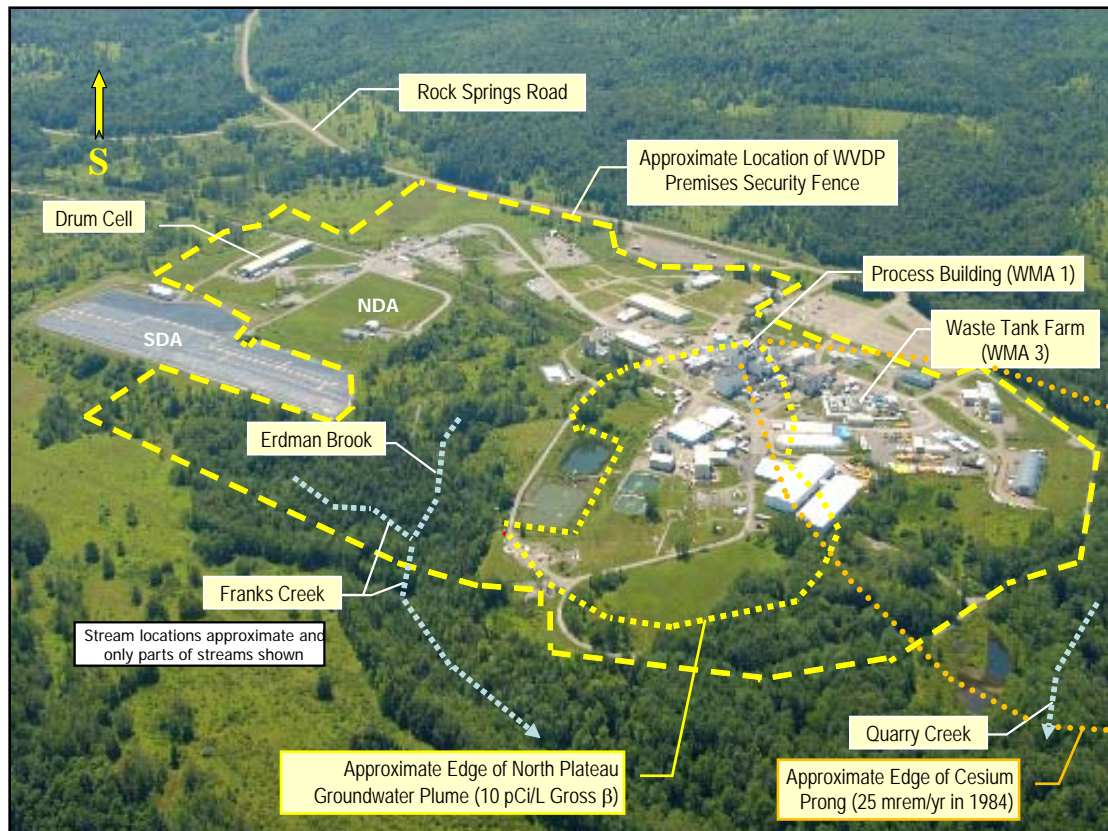 Rock Springs Road
S
Approximate Location of WVDP
Premises Security Fence
Drum Cell
Process Building (WMA 1)
NDA
Waste Tank Farm
(WMA 3)
SDA
Erdman Brook
Franks Creek
Stream locations approximate and
only parts of streams shown
Quarry Creek
Approximate Edge of North Plateau
Groundwater Plume (10 pCi/L Gross β)
Approximate Edge of Cesium
Prong (25 mrem/yr in 1984)